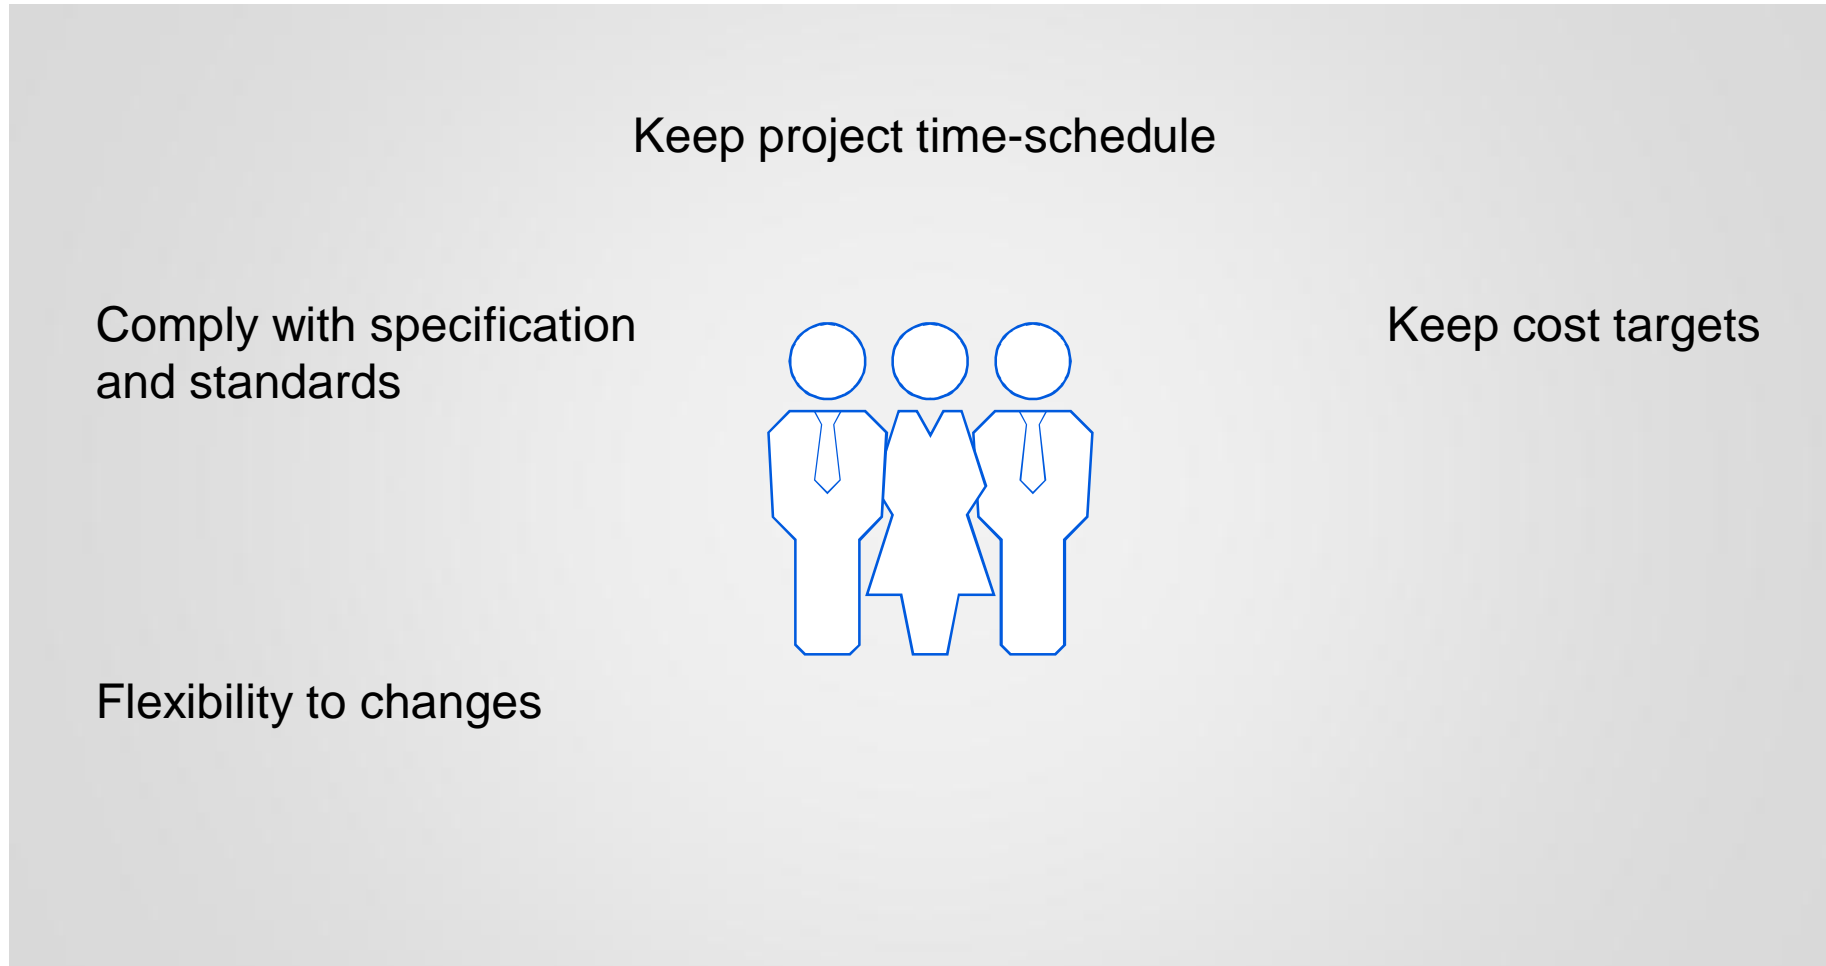 Keep project time-schedule
Comply with specification
and standards
Keep cost targets
Flexibility to changes